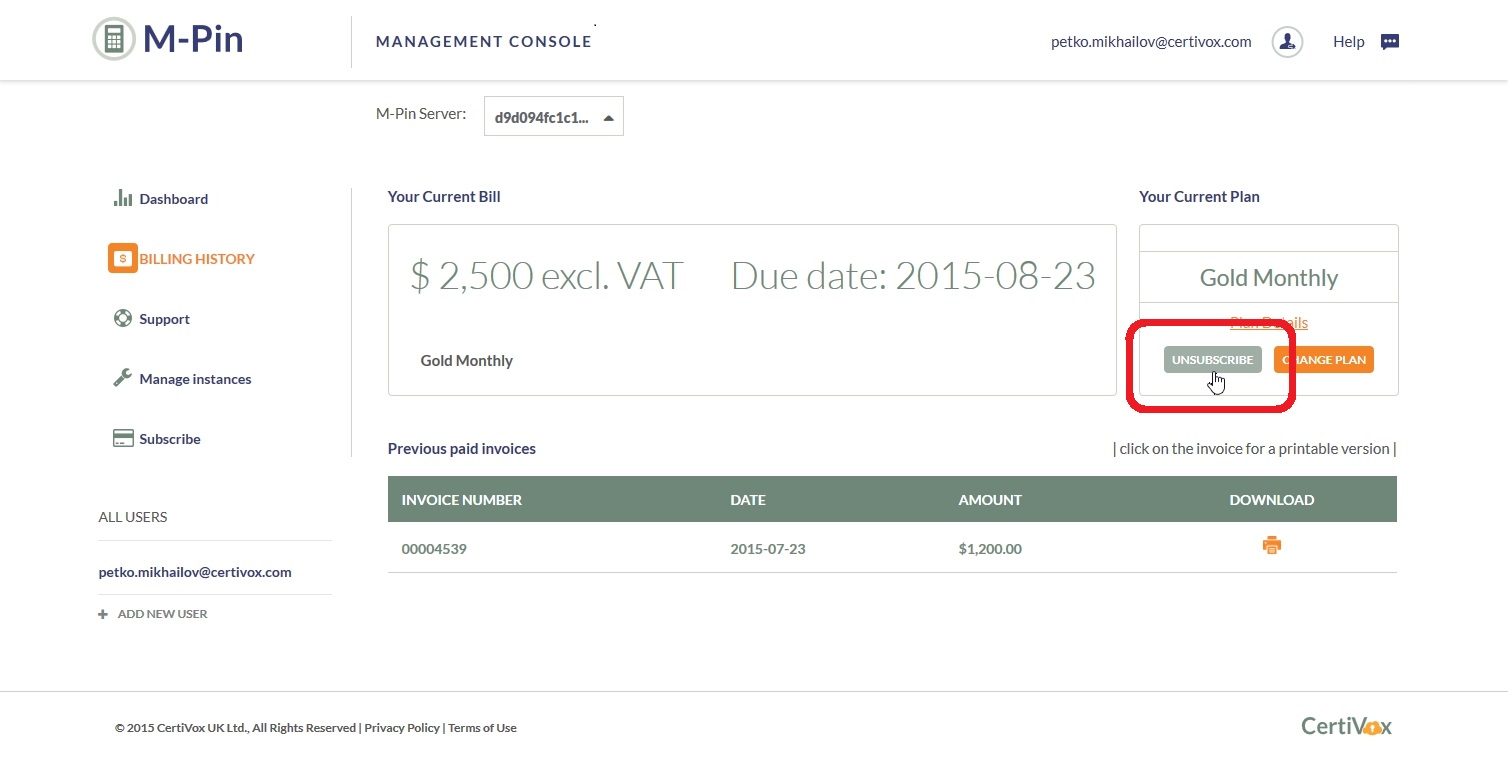 M-Pin
MANAGEMENT CONSOLE
petko.mikhailov@certivox.com
Help
M-Pin Server:
d9d094fc1c1...
Dashboard
$ BILLING HISTORY
Support
Manage instances
Subscribe
ALL USERS
petko.mikhailov@certivox.com
+ ADD NEW USER
Your Current Bill
$ 2,500 excl. VAT Due date: 2015-08-23
Gold Monthly
Your Current Plan
Gold Monthly
Plan Details
UNSUBSCRIBE CHANGE PLAN
Previous paid invoices | click on the invoice for a printable version |
INVOICE NUMBER DATE AMOUNT DOWNLOAD
00004539 2015-07-23 $1,200.00
© 2015 CertiVox UK Ltd., All Rights Reserved | Privacy Policy | Terms of Use
CertiVox